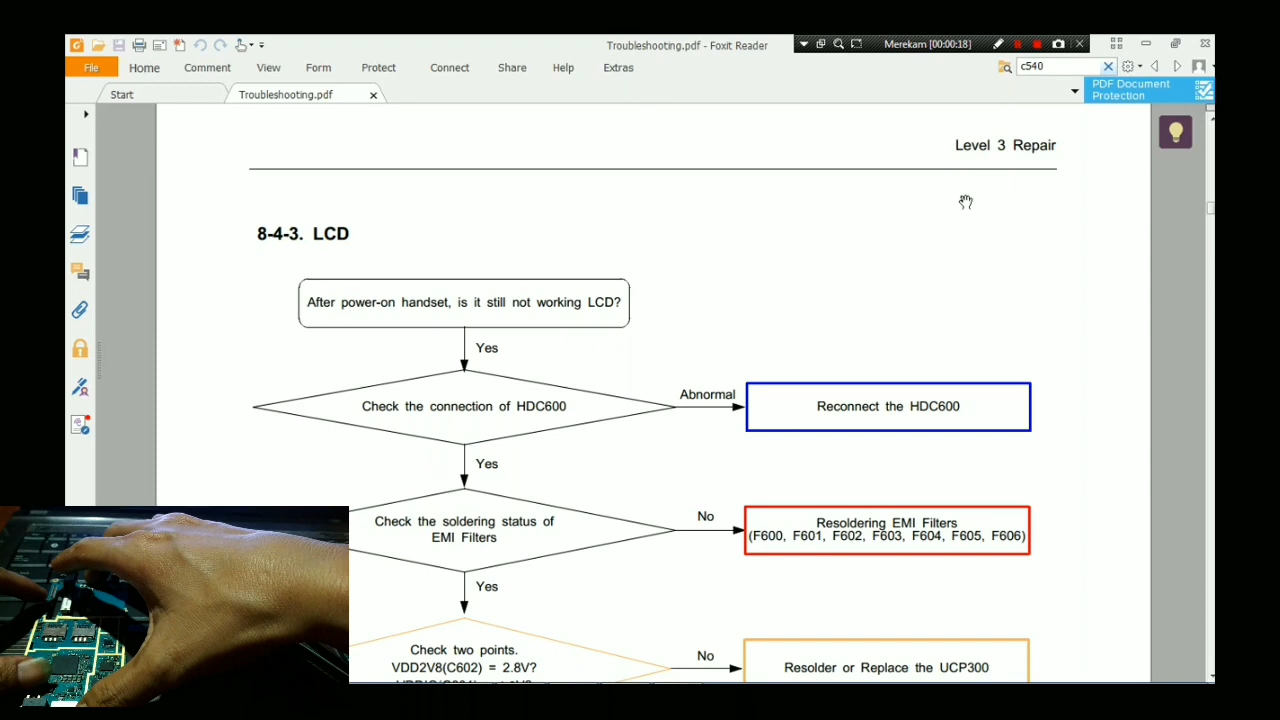 Troubleshooting.pdf - Foxit Reader
Merekam [00:00:18]
File Home Comment View Form Protect Connect Share Help Extras
c540
Start
Troubleshooting.pdf
PDF Document
Protection
Level 3 Repair
8-4-3. LCD
After power-on handset, is it still not working LCD?
Yes
Check the connection of HDC600
Abnormal
Reconnect the HDC600
Yes
Check the soldering status of
EMI Filters
No
Resoldering EMI Filters
(F600, F601, F602, F603, F604, F605, F606)
Yes
Check two points.
VDD2V8(C602) = 2.8V?
No
Resolder or Replace the UCP300